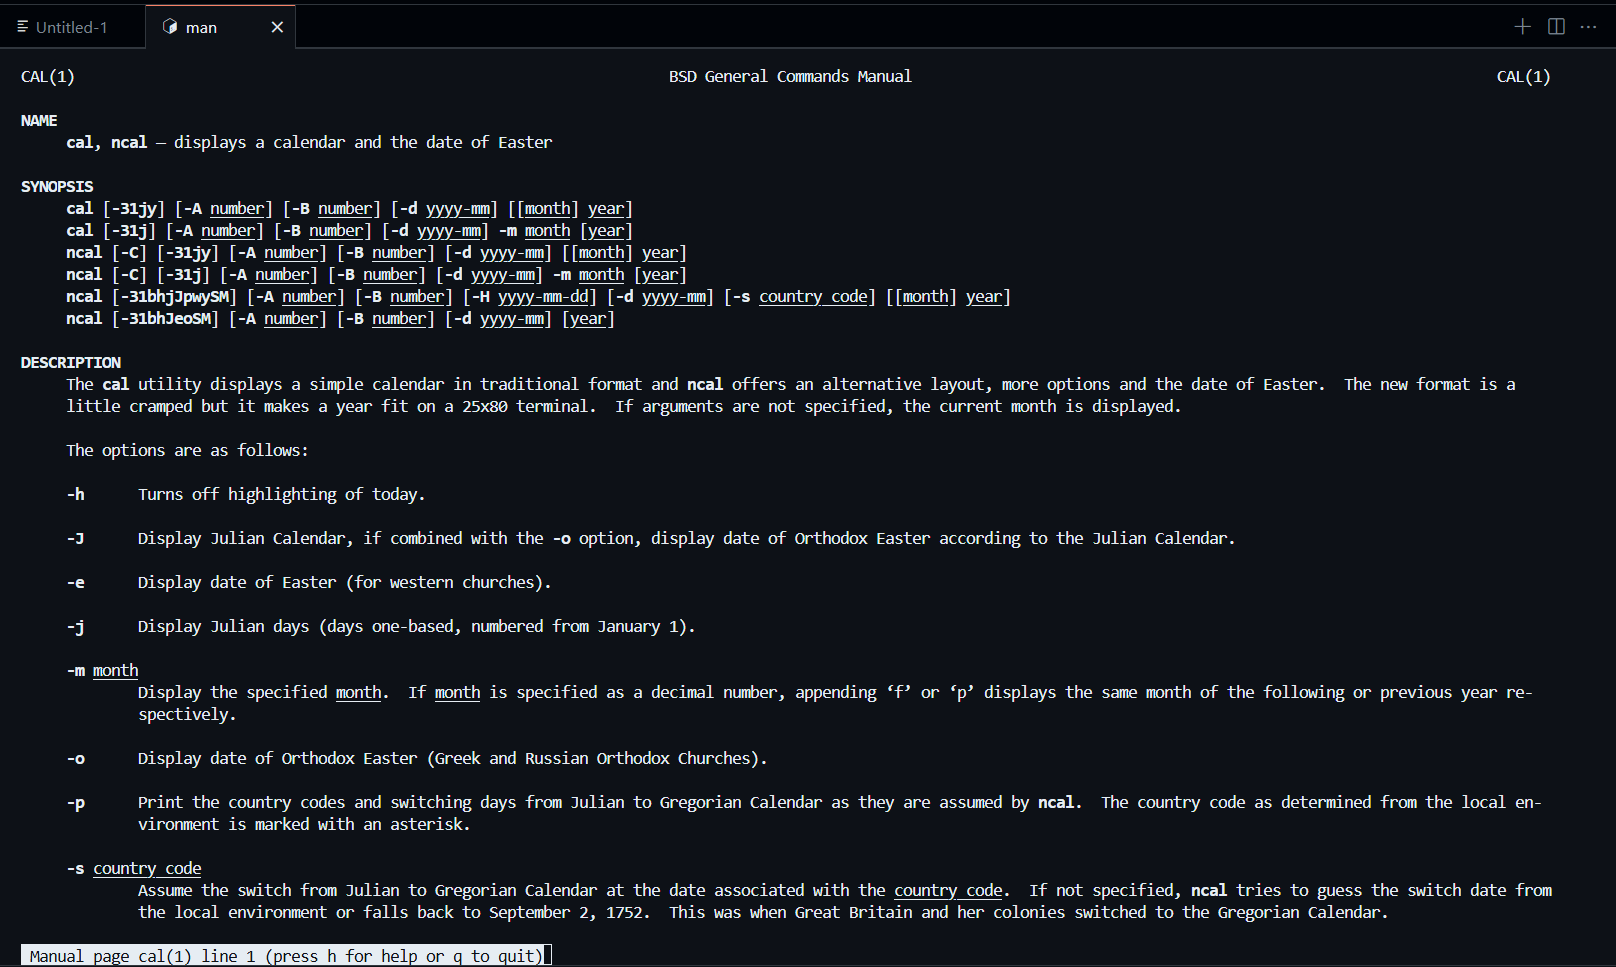 Untitled-1
man
CAL(1)                    BSD General Commands Manual                    CAL(1)
NAME
cal, ncal — displays a calendar and the date of Easter
SYNOPSIS
cal [-31jy] [-A number] [-B number] [-d yyyy-mm] [[month] year]
cal [-31j] [-A number] [-B number] [-d yyyy-mm] -m month [year]
ncal [-C] [-31jy] [-A number] [-B number] [-d yyyy-mm] [[month] year]
ncal [-C] [-31j] [-A number] [-B number] [-d yyyy-mm] -m month [year]
ncal [-31bhjJpwySM] [-A number] [-B number] [-H yyyy-mm-dd] [-d yyyy-mm] [-s country_code] [[month] year]
ncal [-31bhJeoSM] [-A number] [-B number] [-d yyyy-mm] [year]
DESCRIPTION
The cal utility displays a simple calendar in traditional format and ncal offers an alternative layout, more options and the date of Easter.  The new format is a
little cramped but it makes a year fit on a 25x80 terminal.  If arguments are not specified, the current month is displayed.
The options are as follows:
-h      Turns off highlighting of today.
-J      Display Julian Calendar, if combined with the -o option, display date of Orthodox Easter according to the Julian Calendar.
-e      Display date of Easter (for western churches).
-j      Display Julian days (days one-based, numbered from January 1).
-m month
Display the specified month.  If month is specified as a decimal number, appending ‘f’ or ‘p’ displays the same month of the following or previous year re-
spectively.
-o      Display date of Orthodox Easter (Greek and Russian Orthodox Churches).
-p      Print the country codes and switching days from Julian to Gregorian Calendar as they are assumed by ncal.  The country code as determined from the local en-
vironment is marked with an asterisk.
-s country_code
Assume the switch from Julian to Gregorian Calendar at the date associated with the country_code.  If not specified, ncal tries to guess the switch date from
the local environment or falls back to September 2, 1752.  This was when Great Britain and her colonies switched to the Gregorian Calendar.
Manual page cal(1) line 1 (press h for help or q to quit)